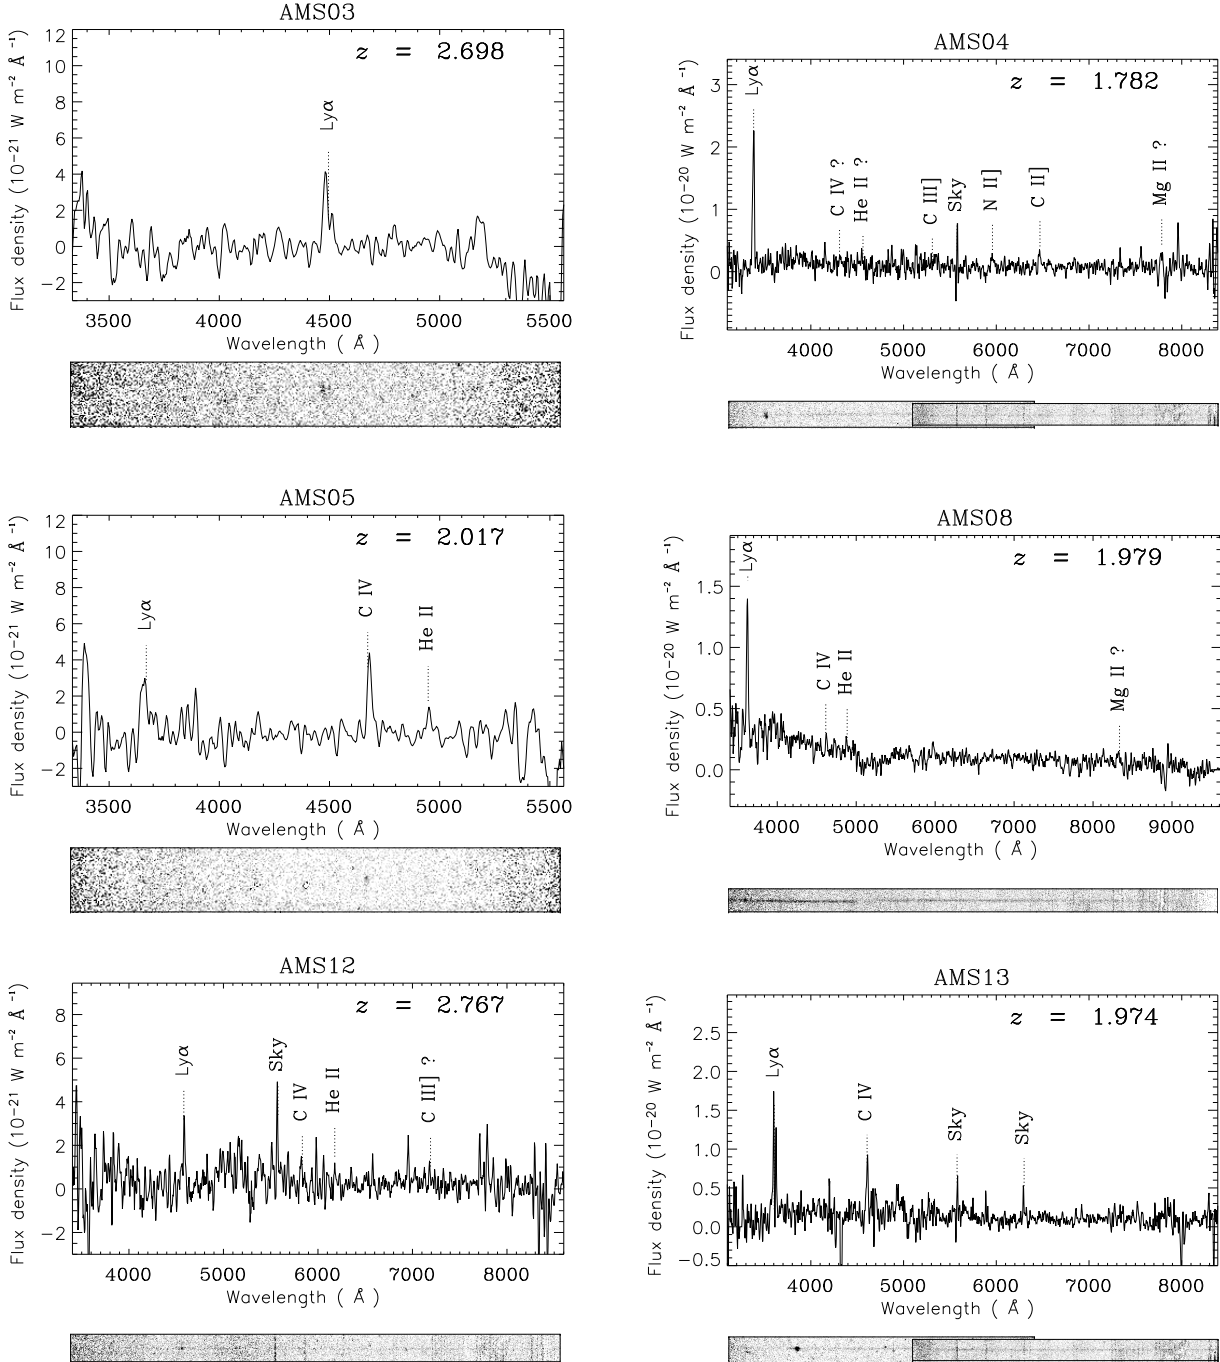 AMS03
z = 2.698
Lyα
Flux density (10⁻²¹ W m⁻² Å⁻¹)
12
10
8
6
4
2
0
−2
3500 4000 4500 5000 5500
Wavelength ( Å )
AMS04
z = 1.782
Lyα
C IV ?
He II ?
C III]
Sky
N II]
C II]
Mg II ?
Flux density (10⁻²⁰ W m⁻² Å⁻¹)
3
2
1
0
4000 5000 6000 7000 8000
Wavelength ( Å )
AMS05
z = 2.017
Lyα
C IV
He II
Flux density (10⁻²¹ W m⁻² Å⁻¹)
12
10
8
6
4
2
0
−2
3500 4000 4500 5000 5500
Wavelength ( Å )
AMS08
z = 1.979
Lyα
C IV
He II
Mg II ?
Flux density (10⁻²⁰ W m⁻² Å⁻¹)
1.5
1.0
0.5
0.0
4000 5000 6000 7000 8000 9000
Wavelength ( Å )
AMS12
z = 2.767
Lyα
Sky
C IV
He II
C III] ?
Flux density (10⁻²¹ W m⁻² Å⁻¹)
8
6
4
2
0
−2
4000 5000 6000 7000 8000
Wavelength ( Å )
AMS13
z = 1.974
Lyα
C IV
Sky
Sky
Flux density (10⁻²⁰ W m⁻² Å⁻¹)
2.5
2.0
1.5
1.0
0.5
0.0
−0.5
4000 5000 6000 7000 8000
Wavelength ( Å )